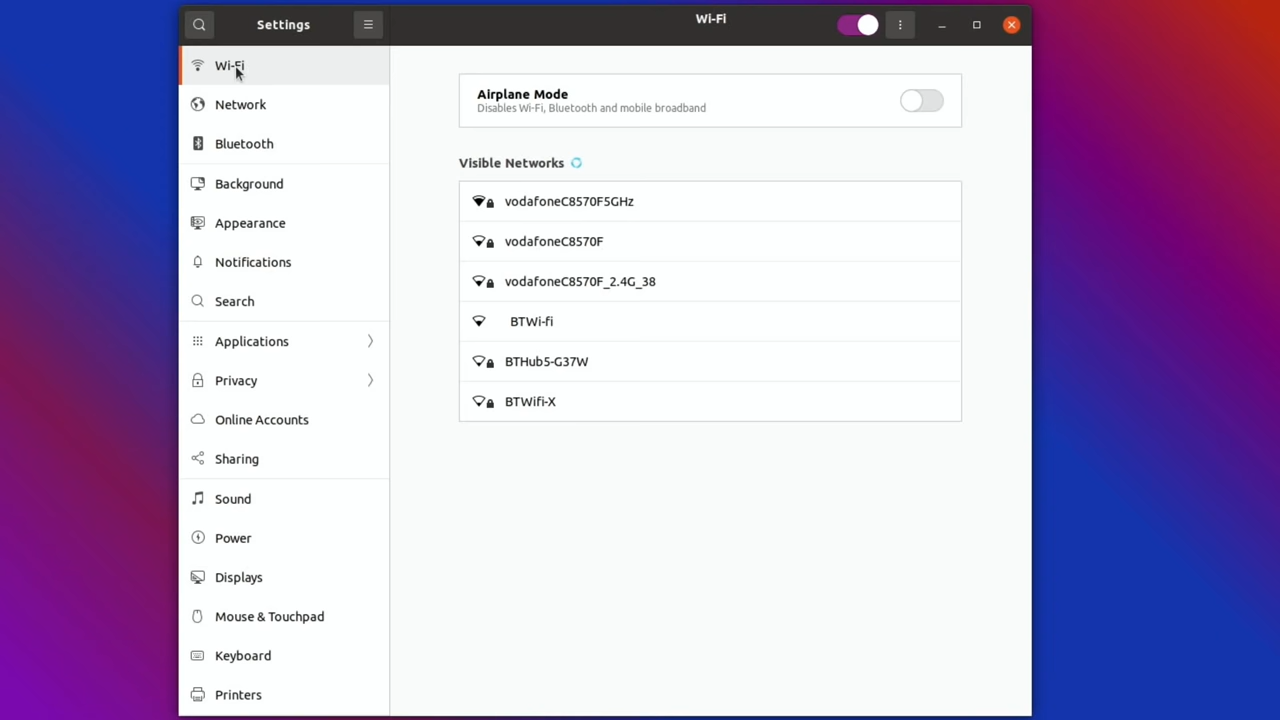 Settings
Wi-Fi
Wi-Fi
Network
Bluetooth
Background
Appearance
Notifications
Search
Applications
Privacy
Online Accounts
Sharing
Sound
Power
Displays
Mouse & Touchpad
Keyboard
Printers
Airplane Mode
Disables Wi-Fi, Bluetooth and mobile broadband
Visible Networks
vodafoneC8570F5GHz
vodafoneC8570F
vodafoneC8570F_2.4G_38
BTWi-fi
BTHub5-G37W
BTWifi-X